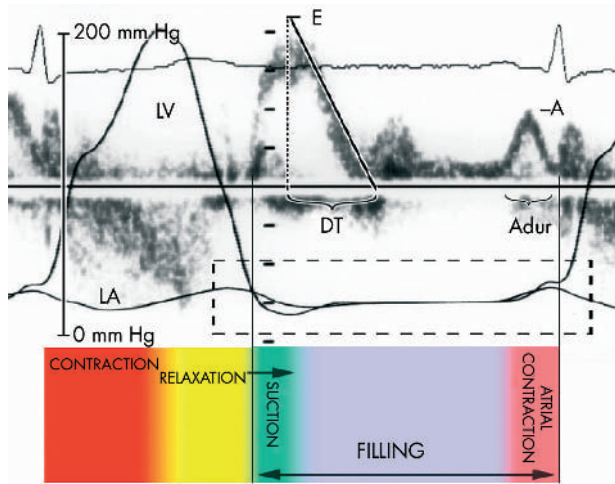 200 mm Hg
E
LV
–A
DT
Adur
LA
0 mm Hg
CONTRACTION
RELAXATION
SUCTION
ATRIAL
CONTRACTION
FILLING